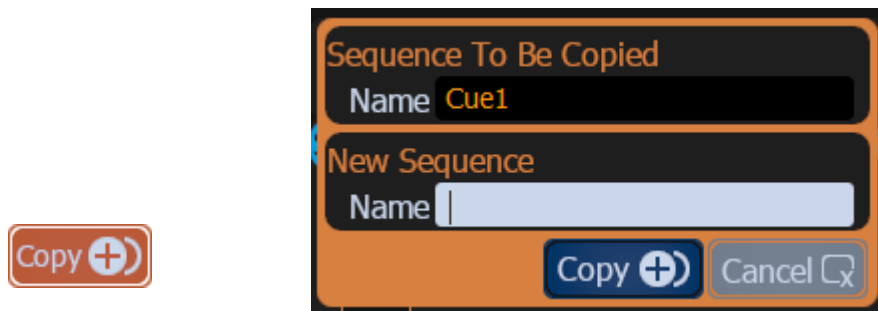 Sequence To Be Copied
Name Cue1
New Sequence
Name
Copy Copy Cancel